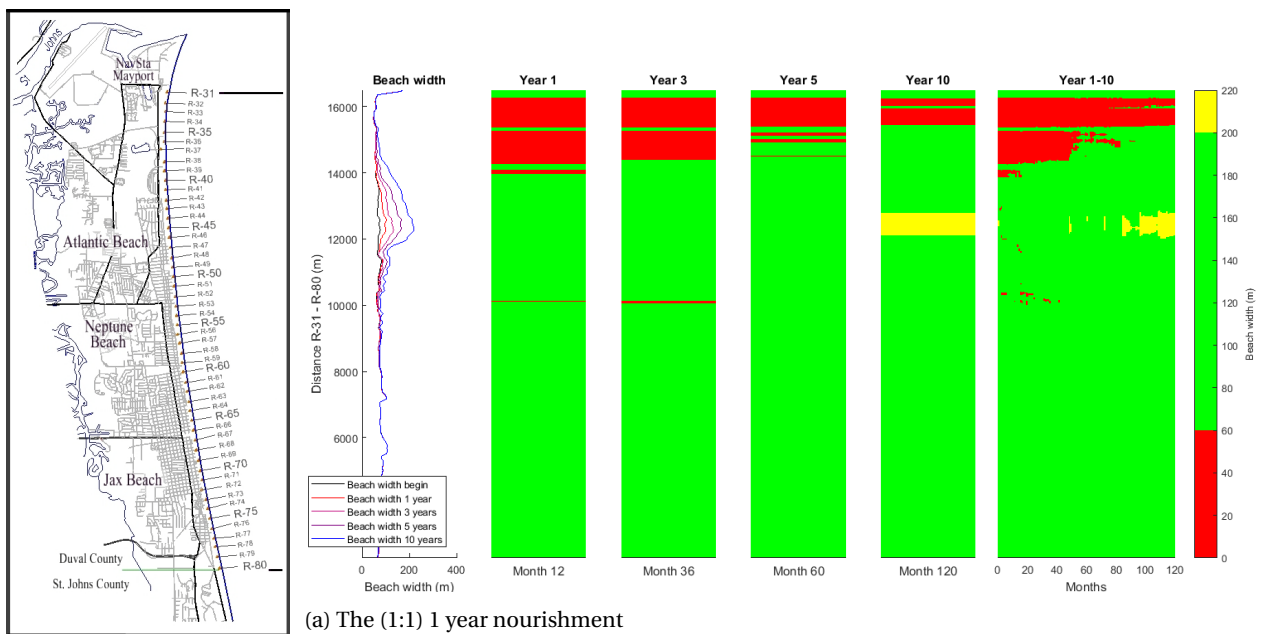 St Johns
NavSta
Mayport
R-31
R-32
R-33
R-34
R-35
R-36
R-37
R-38
R-39
R-40
R-41
R-42
R-43
R-44
R-45
R-46
R-47
R-48
R-49
R-50
R-51
R-52
R-53
R-54
R-55
R-56
R-57
R-58
R-59
R-60
R-61
R-62
R-63
R-64
R-65
R-66
R-67
R-68
R-69
R-70
R-71
R-72
R-73
R-74
R-75
R-76
R-77
R-78
R-79
R-80
Atlantic Beach
Neptune
Beach
Jax Beach
Duval County
St. Johns County
Beach width
Year 1
Year 3
Year 5
Year 10
Year 1-10
Distance R-31 - R-80 (m)
16000
14000
12000
10000
8000
6000
Beach width begin
Beach width 1 year
Beach width 3 years
Beach width 5 years
Beach width 10 years
0 200 400
Beach width (m)
Month 12
Month 36
Month 60
Month 120
0 20 40 60 80 100 120
Months
220
200
180
160
140
120
100
80
60
40
20
0
Beach width (m)
(a) The (1:1) 1 year nourishment